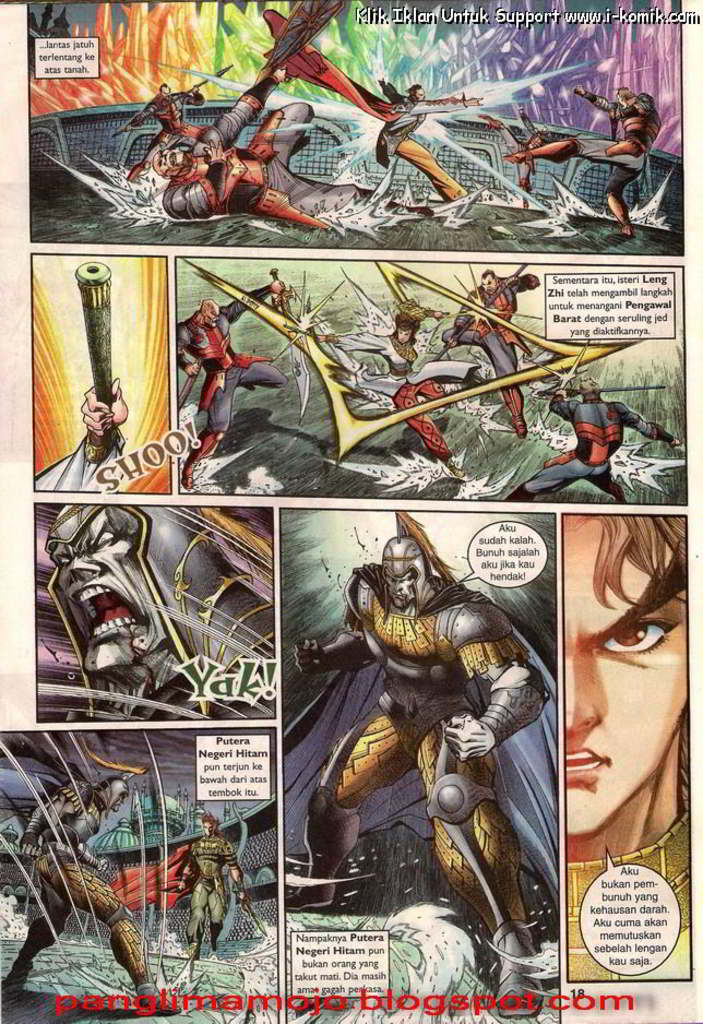 Klik Iklan Untuk Support www.i-komik.com
...lantas jatuh
terlentang ke
atas tanah.
SHOO!
Sementara itu, isteri Leng
Zhi telah mengambil langkah
untuk menangani Pengawal
Barat dengan seruling jed
yang diaktifkannya.
Yak!
Aku
sudah kalah.
Bunuh sajalah
aku jika kau
hendak!
Putera
Negeri Hitam
pun terjun ke
bawah dari atas
tembok itu.
Nampaknya Putera
Negeri Hitam pun
bukan orang yang
takut mati. Dia masih
amat gagah perkasa.
Aku
bukan pem-
bunuh yang
kehausan darah.
Aku cuma akan
memutuskan
sebelah lengan
kau saja.
18
panglimamojo.blogspot.com